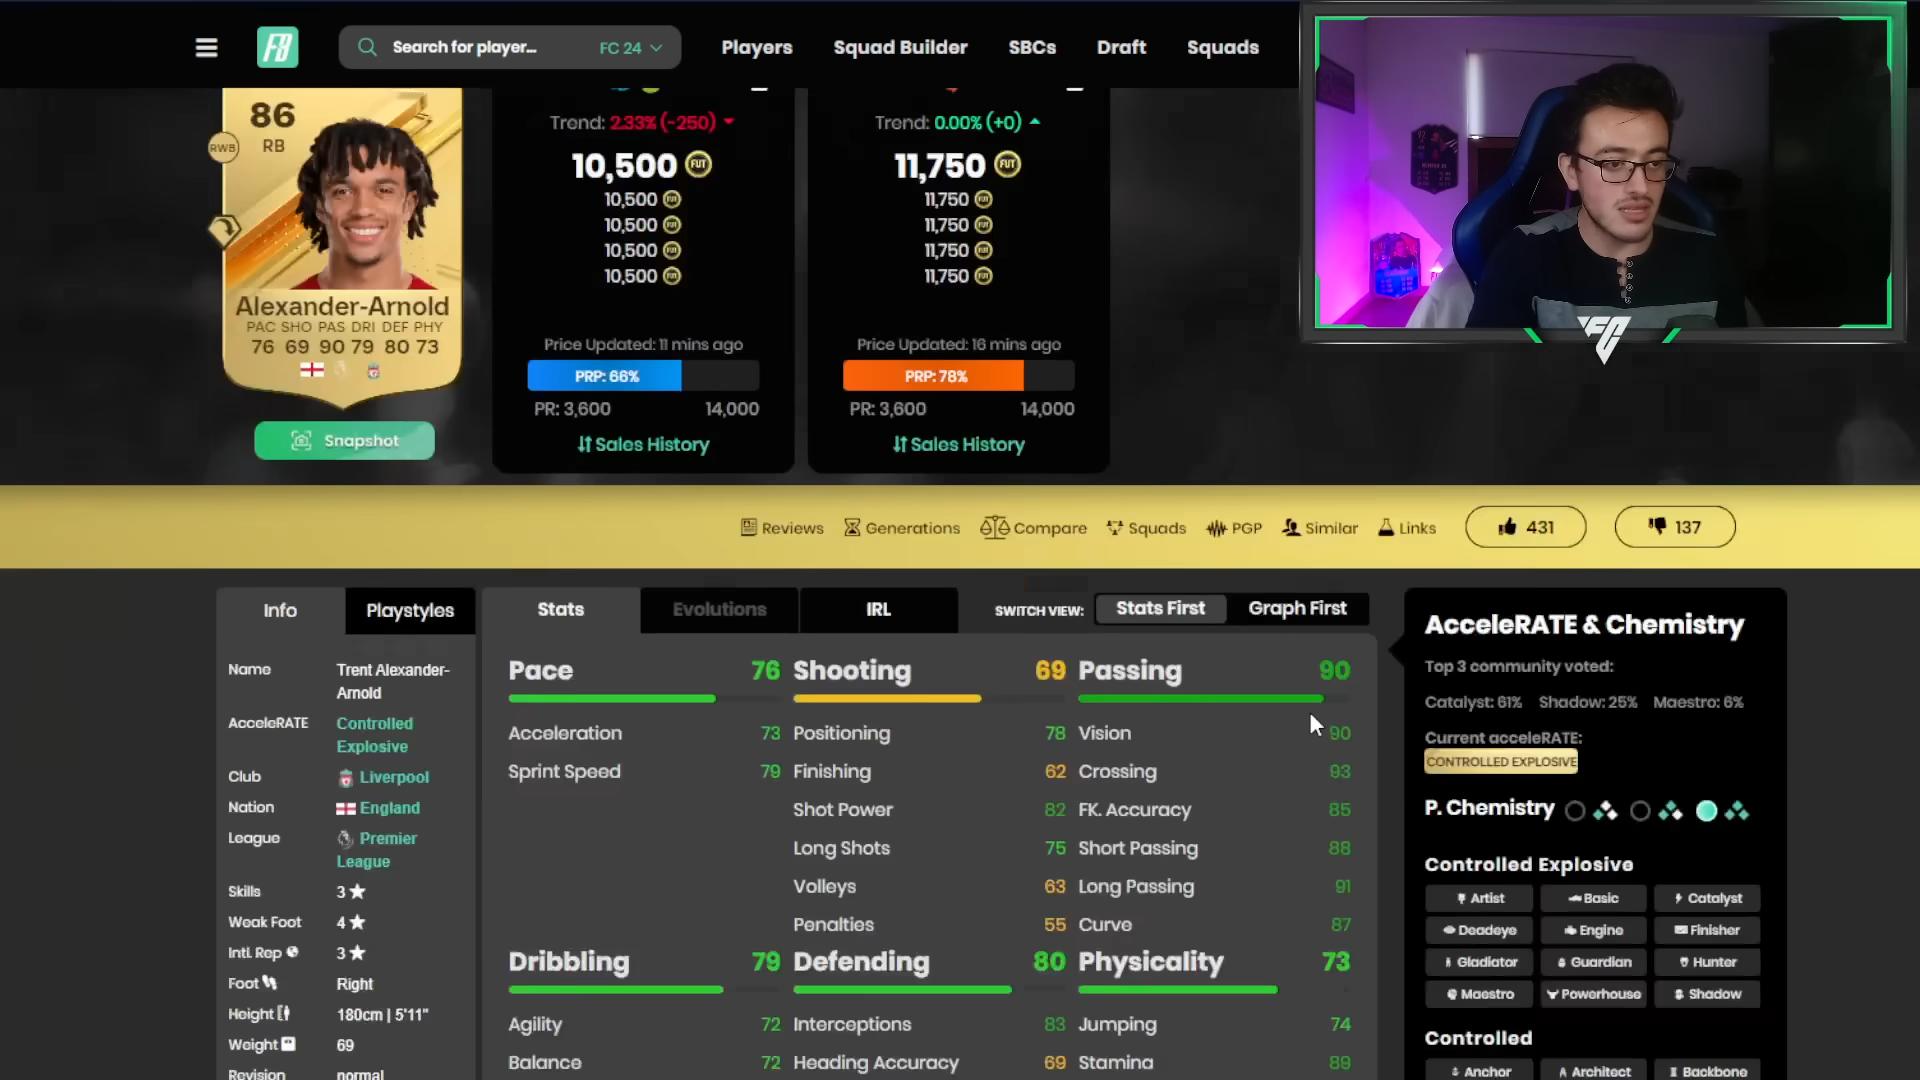 Search for player...
FC 24
Players
Squad Builder
SBCs
Draft
Squads
86
RB
RWB
Alexander-Arnold
PAC SHO PAS DRI DEF PHY
76 69 90 79 80 73
Snapshot
Trend: 2.33% (-250)
10,500
10,500
10,500
10,500
10,500
Price Updated: 11 mins ago
PRP: 66%
PR: 3,600 14,000
Sales History
Trend: 0.00% (+0)
11,750
11,750
11,750
11,750
11,750
Price Updated: 16 mins ago
PRP: 78%
PR: 3,600 14,000
Sales History
Reviews Generations Compare Squads PGP Similar Links 431 137
Info Playstyles
Name Trent Alexander-
Arnold
AcceleRATE Controlled
Explosive
Club Liverpool
Nation England
League Premier
League
Skills 3
Weak Foot 4
Intl. Rep 3
Foot Right
Height 180cm | 5'11"
Weight 69
Revision normal
Stats Evolutions IRL SWITCH VIEW: Stats First Graph First
Pace 76
Acceleration 73
Sprint Speed 79
Shooting 69
Positioning 78
Finishing 62
Shot Power 82
Long Shots 75
Volleys 63
Penalties 55
Passing 90
Vision 90
Crossing 93
FK. Accuracy 85
Short Passing 88
Long Passing 91
Curve 87
Dribbling 79
Agility 72
Balance 72
Defending 80
Interceptions 83
Heading Accuracy 69
Physicality 73
Jumping 74
Stamina 89
AcceleRATE & Chemistry
Top 3 community voted:
Catalyst: 61% Shadow: 25% Maestro: 6%
Current acceleRATE:
CONTROLLED EXPLOSIVE
P. Chemistry
Controlled Explosive
Artist Basic Catalyst
Deadeye Engine Finisher
Gladiator Guardian Hunter
Maestro Powerhouse Shadow
Controlled
Anchor Architect Backbone